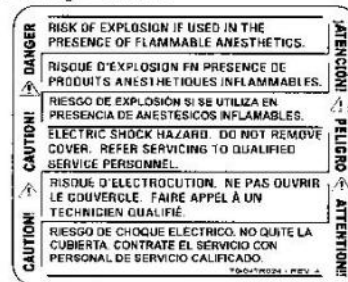 DANGER
CAUTION!
CAUTION!
RISK OF EXPLOSION IF USED IN THE
PRESENCE OF FLAMMABLE ANESTHETICS.
RISQUE D'EXPLOSION EN PRESENCE DE
PRODUITS ANESTHETIQUES INFLAMMABLES.
RIESGO DE EXPLOSIÓN SI SE UTILIZA EN
PRESENCIA DE ANESTÉSICOS INFLAMABLES.
ELECTRIC SHOCK HAZARD. DO NOT REMOVE
COVER. REFER SERVICING TO QUALIFIED
SERVICE PERSONNEL.
RISQUE D'ELECTROCUTION. NE PAS OUVRIR
LE COUVERCLE. FAIRE APPEL À UN
TECHNICIEN QUALIFIÉ.
RIESGO DE CHOQUE ELÉCTRICO. NO QUITE LA
CUBIERTA. CONTRATE EL SERVICIO CON
PERSONAL DE SERVICIO CALIFICADO.
REV
¡ATENCIÓN!
PELIGRO
ATTENTION!!